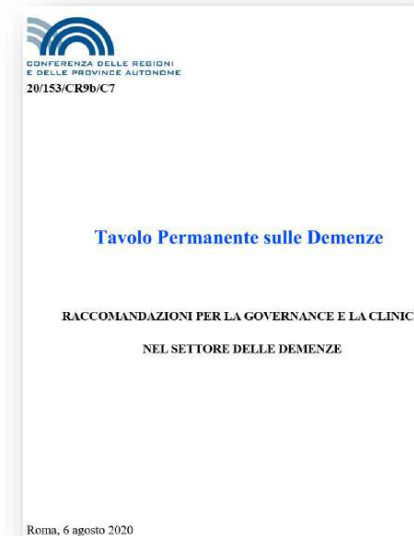 CONFERENZA DELLE REGIONI
E DELLE PROVINCE AUTONOME
20/153/CR9b/C7
Tavolo Permanente sulle Demenze
RACCOMANDAZIONI PER LA GOVERNANCE E LA CLINIC
NEL SETTORE DELLE DEMENZE
Roma, 6 agosto 2020